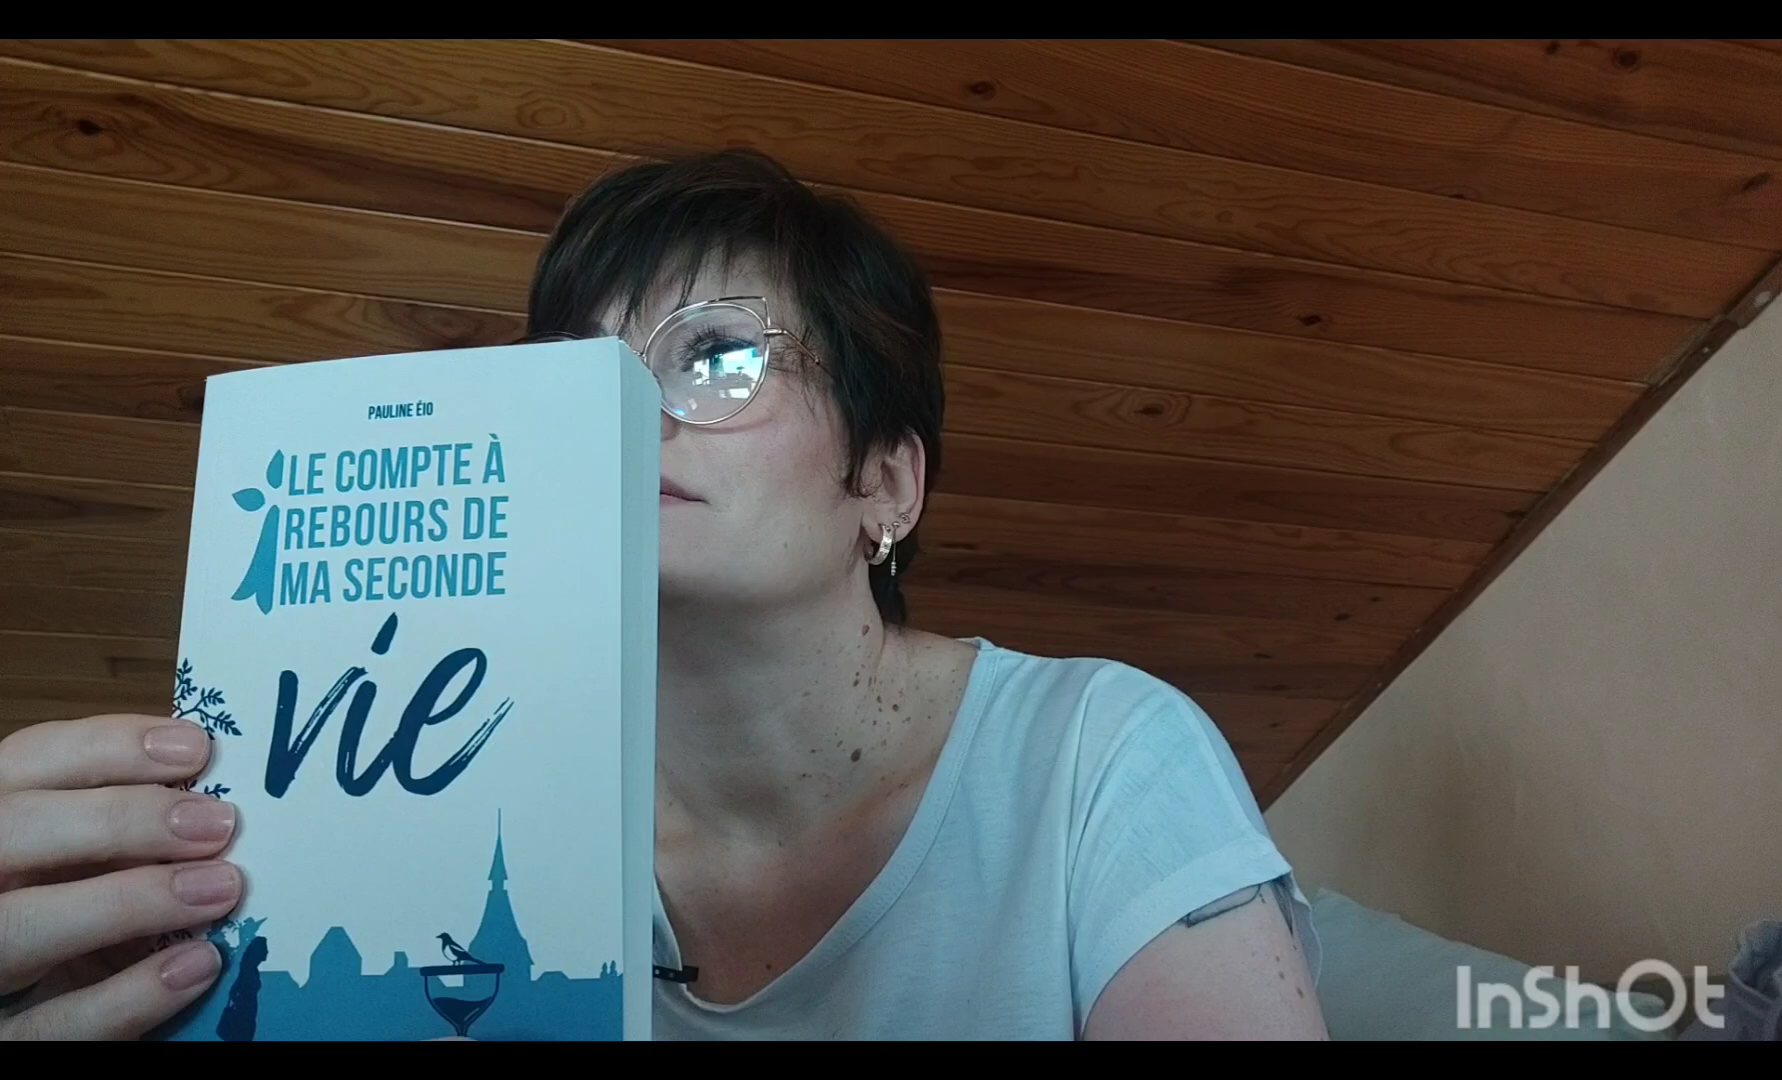 PAULINE ÉIO
LE COMPTE À
REBOURS DE
MA SECONDE
vie
InShOt